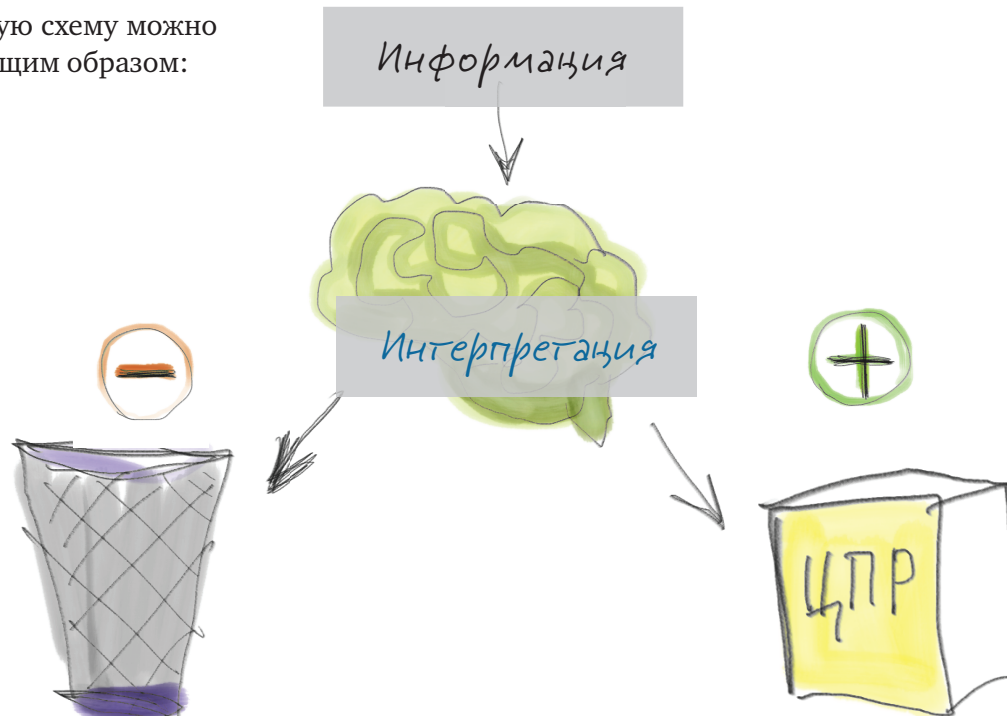 ую схему можно
щим образом:
Информация
Интерпретация
ЦПР